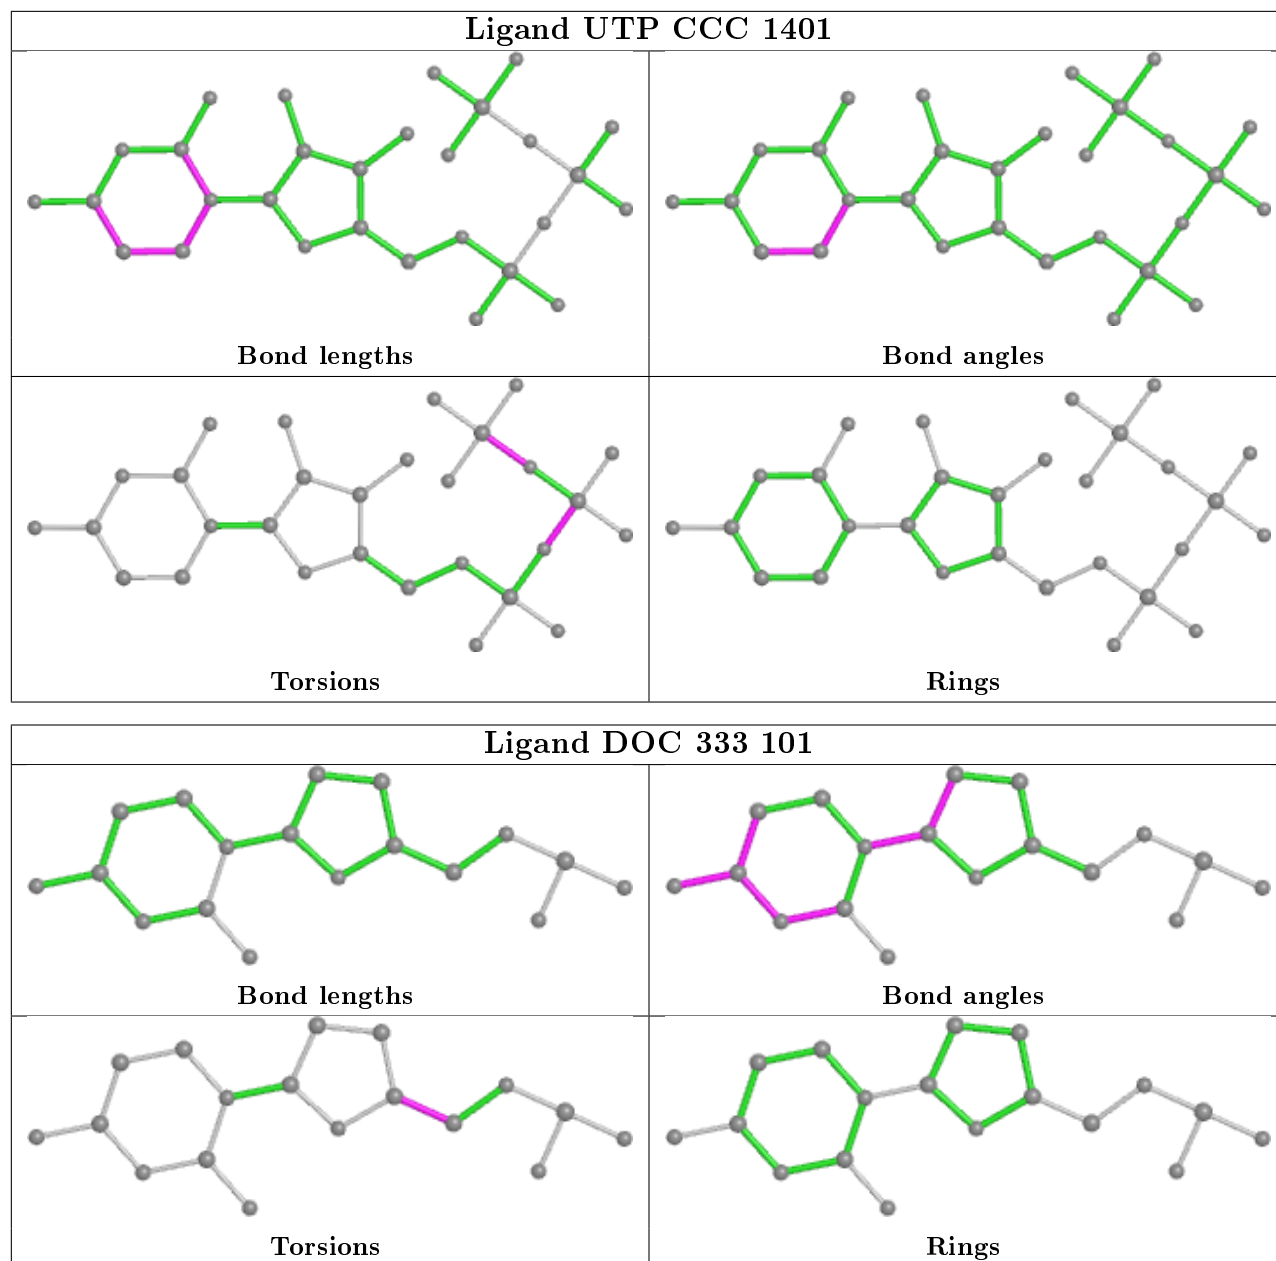 Ligand UTP CCC 1401
Bond lengths
Bond angles
Torsions
Rings
Ligand DOC 333 101
Bond lengths
Bond angles
Torsions
Rings